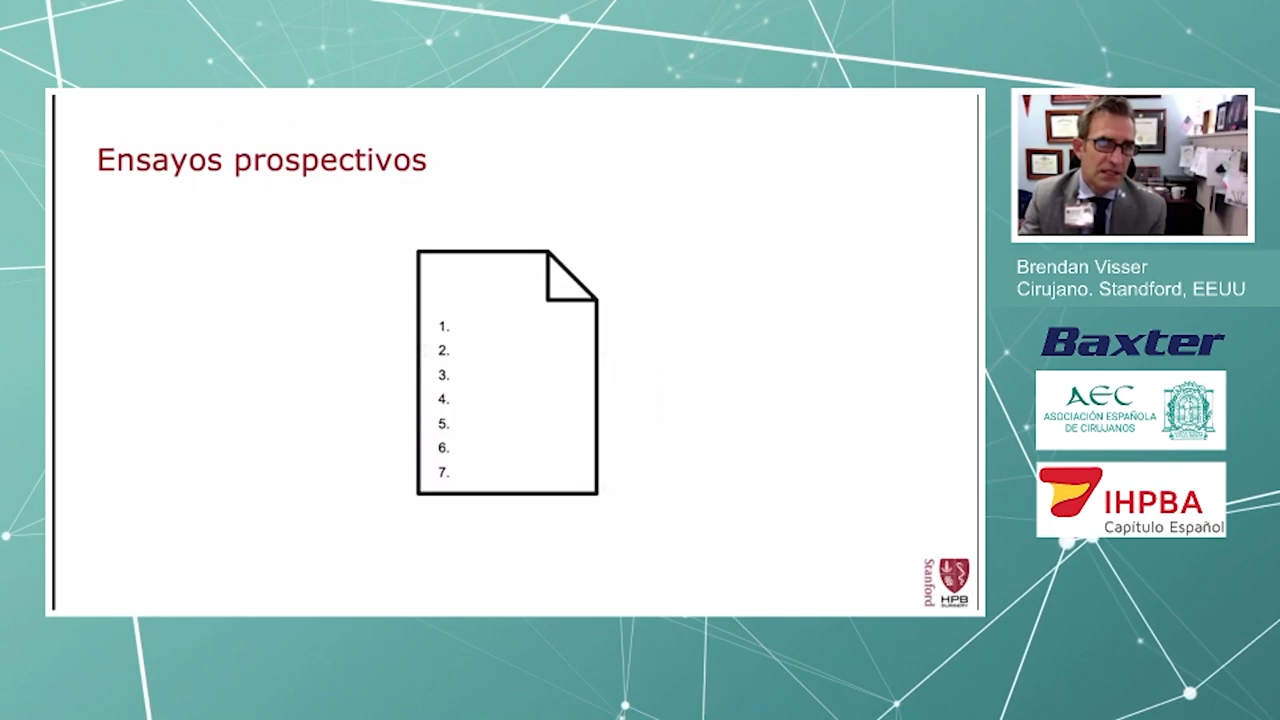 Ensayos prospectivos
1.
2.
3.
4.
5.
6.
7.
Stanford
HPB
SURGERY
Brendan Visser
Cirujano. Standford, EEUU
Baxter
AEC
ASOCIACIÓN ESPAÑOLA
DE CIRUJANOS
IHPBA
Capítulo Español